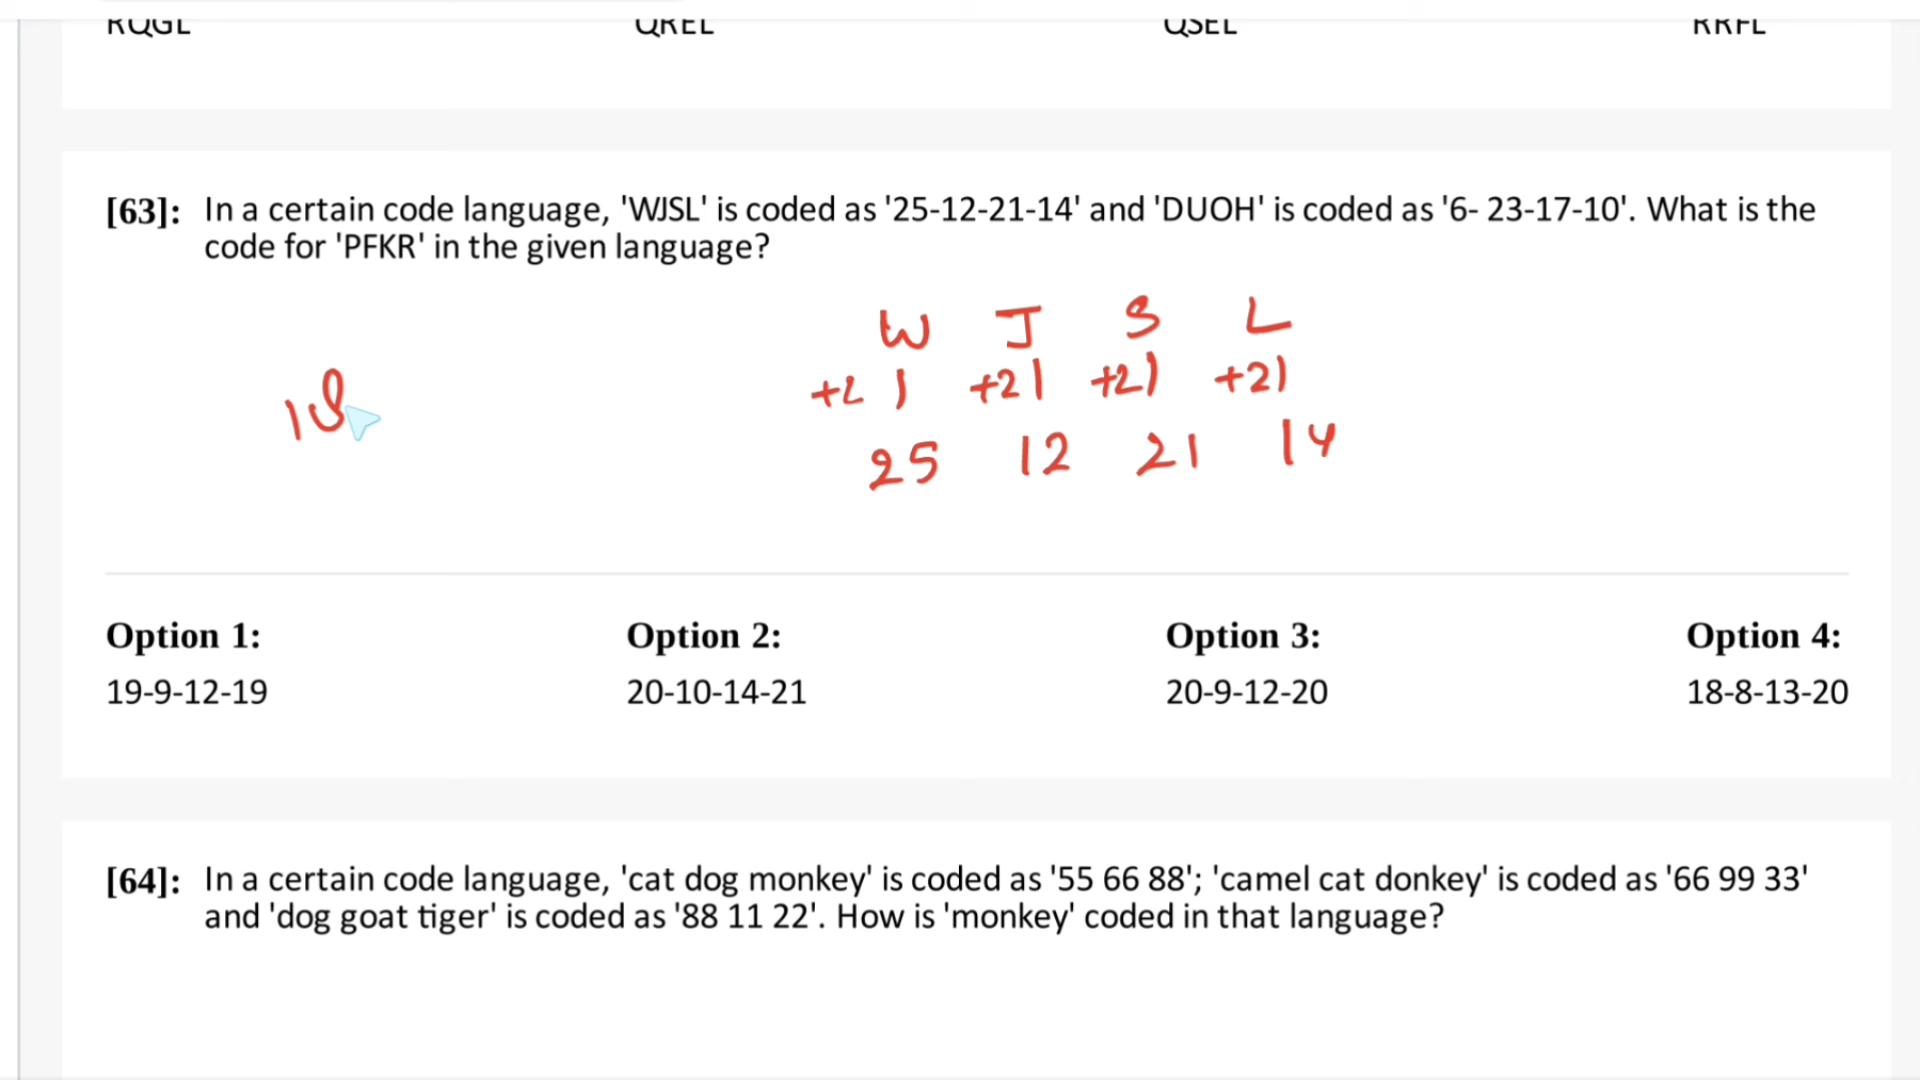 RQGL QREL QSEL RRFL
[63]: In a certain code language, 'WJSL' is coded as '25-12-21-14' and 'DUOH' is coded as '6- 23-17-10'. What is the
code for 'PFKR' in the given language?
W J S L
+2 ) +2 ) +2 ) +2 )
25 12 21 14
18
Option 1: Option 2: Option 3: Option 4:
19-9-12-19 20-10-14-21 20-9-12-20 18-8-13-20
[64]: In a certain code language, 'cat dog monkey' is coded as '55 66 88'; 'camel cat donkey' is coded as '66 99 33'
and 'dog goat tiger' is coded as '88 11 22'. How is 'monkey' coded in that language?